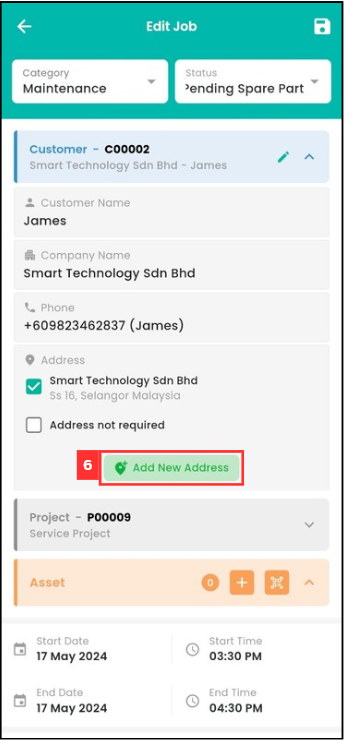 Edit Job
Category
Maintenance
Status
Pending Spare Part
Customer - C00002
Smart Technology Sdn Bhd - James
Customer Name
James
Company Name
Smart Technology Sdn Bhd
Phone
+609823462837 (James)
Address
Smart Technology Sdn Bhd
Ss 16, Selangor Malaysia
Address not required
6
Add New Address
Project - P00009
Service Project
Asset
0
Start Date
17 May 2024
Start Time
03:30 PM
End Date
17 May 2024
End Time
04:30 PM